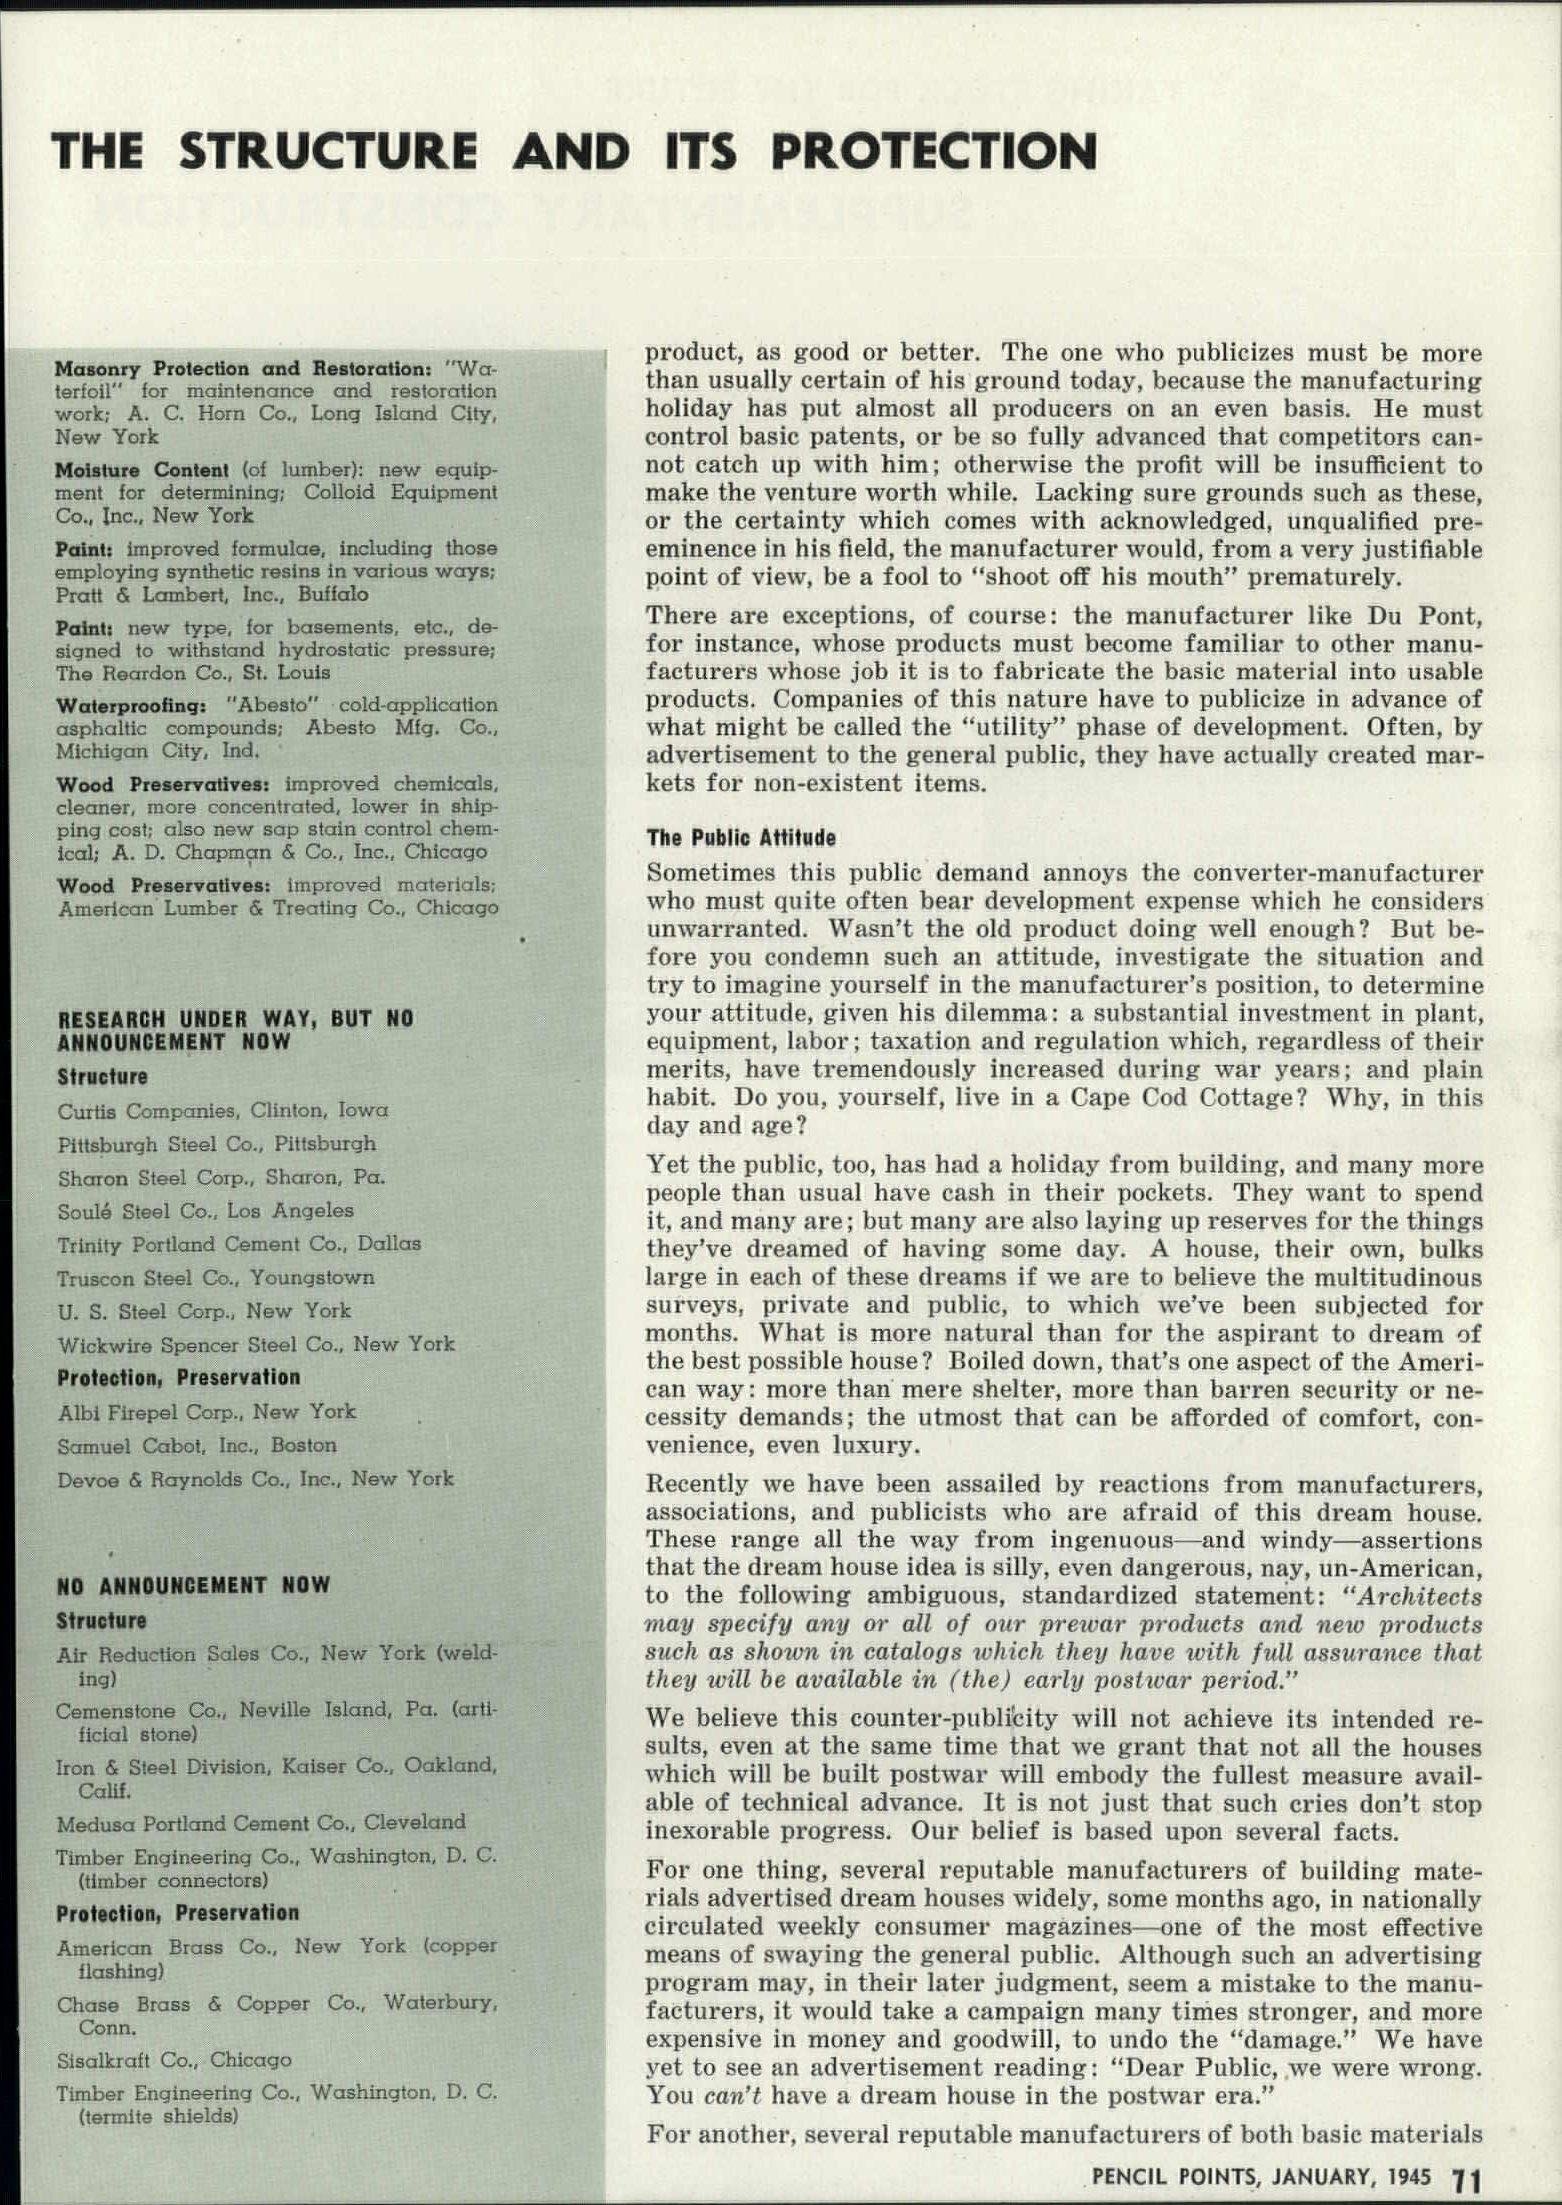 THE STRUCTURE AND ITS PROTECTION
Masonry Protection and Restoration: "Wa-
terfoil" for maintenance and restoration
work; A. C. Horn Co., Long Island City,
New York
Moisture Content (of lumber): new equip-
ment for determining; Colloid Equipment
Co., Inc., New York
Paint: improved formulae, including those
employing synthetic resins in various ways;
Pratt & Lambert, Inc., Buffalo
Paint: new type, for basements, etc., de-
signed to withstand hydrostatic pressure;
The Reardon Co., St. Louis
Waterproofing: "Abesto" cold-application
asphaltic compounds; Abesto Mfg. Co.,
Michigan City, Ind.
Wood Preservatives: improved chemicals,
cleaner, more concentrated, lower in ship-
ping cost; also new sap stain control chem-
ical; A. D. Chapman & Co., Inc., Chicago
Wood Preservatives: improved materials;
American Lumber & Treating Co., Chicago
RESEARCH UNDER WAY, BUT NO
ANNOUNCEMENT NOW
Structure
Curtis Companies, Clinton, Iowa
Pittsburgh Steel Co., Pittsburgh
Sharon Steel Corp., Sharon, Pa.
Soulé Steel Co., Los Angeles
Trinity Portland Cement Co., Dallas
Truscon Steel Co., Youngstown
U. S. Steel Corp., New York
Wickwire Spencer Steel Co., New York
Protection, Preservation
Albi Firepel Corp., New York
Samuel Cabot, Inc., Boston
Devoe & Raynolds Co., Inc., New York
NO ANNOUNCEMENT NOW
Structure
Air Reduction Sales Co., New York (weld-
ing)
Cemenstone Co., Neville Island, Pa. (arti-
ficial stone)
Iron & Steel Division, Kaiser Co., Oakland,
Calif.
Medusa Portland Cement Co., Cleveland
Timber Engineering Co., Washington, D. C.
(timber connectors)
Protection, Preservation
American Brass Co., New York (copper
flashing)
Chase Brass & Copper Co., Waterbury,
Conn.
Sisalkraft Co., Chicago
Timber Engineering Co., Washington, D. C.
(termite shields)
product, as good or better. The one who publicizes must be more
than usually certain of his ground today, because the manufacturing
holiday has put almost all producers on an even basis. He must
control basic patents, or be so fully advanced that competitors can-
not catch up with him; otherwise the profit will be insufficient to
make the venture worth while. Lacking sure grounds such as these,
or the certainty which comes with acknowledged, unqualified pre-
eminence in his field, the manufacturer would, from a very justifiable
point of view, be a fool to "shoot off his mouth" prematurely.
There are exceptions, of course: the manufacturer like Du Pont,
for instance, whose products must become familiar to other manu-
facturers whose job it is to fabricate the basic material into usable
products. Companies of this nature have to publicize in advance of
what might be called the "utility" phase of development. Often, by
advertisement to the general public, they have actually created mar-
kets for non-existent items.
The Public Attitude
Sometimes this public demand annoys the converter-manufacturer
who must quite often bear development expense which he considers
unwarranted. Wasn't the old product doing well enough? But be-
fore you condemn such an attitude, investigate the situation and
try to imagine yourself in the manufacturer's position, to determine
your attitude, given his dilemma: a substantial investment in plant,
equipment, labor; taxation and regulation which, regardless of their
merits, have tremendously increased during war years; and plain
habit. Do you, yourself, live in a Cape Cod Cottage? Why, in this
day and age?
Yet the public, too, has had a holiday from building, and many more
people than usual have cash in their pockets. They want to spend
it, and many are; but many are also laying up reserves for the things
they've dreamed of having some day. A house, their own, bulks
large in each of these dreams if we are to believe the multitudinous
surveys, private and public, to which we've been subjected for
months. What is more natural than for the aspirant to dream of
the best possible house? Boiled down, that's one aspect of the Ameri-
can way: more than mere shelter, more than barren security or ne-
cessity demands; the utmost that can be afforded of comfort, con-
venience, even luxury.
Recently we have been assailed by reactions from manufacturers,
associations, and publicists who are afraid of this dream house.
These range all the way from ingenuous—and windy—assertions
that the dream house idea is silly, even dangerous, nay, un-American,
to the following ambiguous, standardized statement: "Architects
may specify any or all of our prewar products and new products
such as shown in catalogs which they have with full assurance that
they will be available in (the) early postwar period."
We believe this counter-publicity will not achieve its intended re-
sults, even at the same time that we grant that not all the houses
which will be built postwar will embody the fullest measure avail-
able of technical advance. It is not just that such cries don't stop
inexorable progress. Our belief is based upon several facts.
For one thing, several reputable manufacturers of building mate-
rials advertised dream houses widely, some months ago, in nationally
circulated weekly consumer magazines—one of the most effective
means of swaying the general public. Although such an advertising
program may, in their later judgment, seem a mistake to the manu-
facturers, it would take a campaign many times stronger, and more
expensive in money and goodwill, to undo the "damage." We have
yet to see an advertisement reading: "Dear Public, we were wrong.
You can't have a dream house in the postwar era."
For another, several reputable manufacturers of both basic materials
PENCIL POINTS, JANUARY, 1945 71